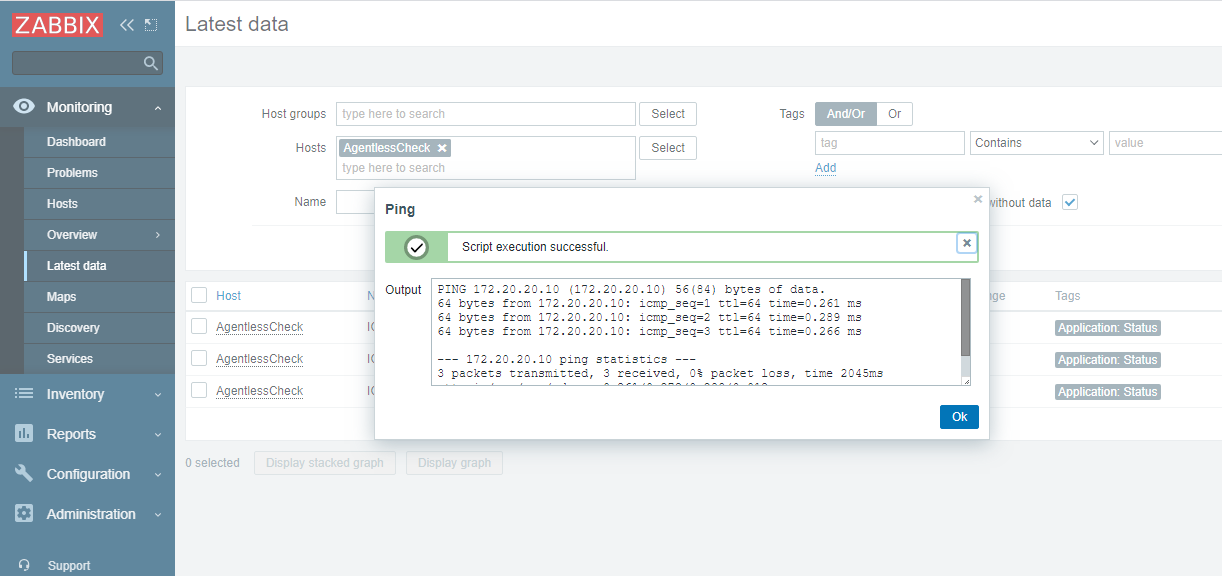 ZABBIX
Latest data
Monitoring
Dashboard
Problems
Hosts
Overview
Latest data
Maps
Discovery
Services
Inventory
Reports
Configuration
Administration
Support
Host groups type here to search Select
Hosts AgentlessCheck Select
type here to search
Name
Tags And/Or Or
tag Contains value
Add
without data
Ping
Script execution successful.
Output
PING 172.20.20.10 (172.20.20.10) 56(84) bytes of data.
64 bytes from 172.20.20.10: icmp_seq=1 ttl=64 time=0.261 ms
64 bytes from 172.20.20.10: icmp_seq=2 ttl=64 time=0.289 ms
64 bytes from 172.20.20.10: icmp_seq=3 ttl=64 time=0.266 ms
--- 172.20.20.10 ping statistics ---
3 packets transmitted, 3 received, 0% packet loss, time 2045ms
Ok
Host Tags
AgentlessCheck Application: Status
AgentlessCheck Application: Status
AgentlessCheck Application: Status
0 selected Display stacked graph Display graph